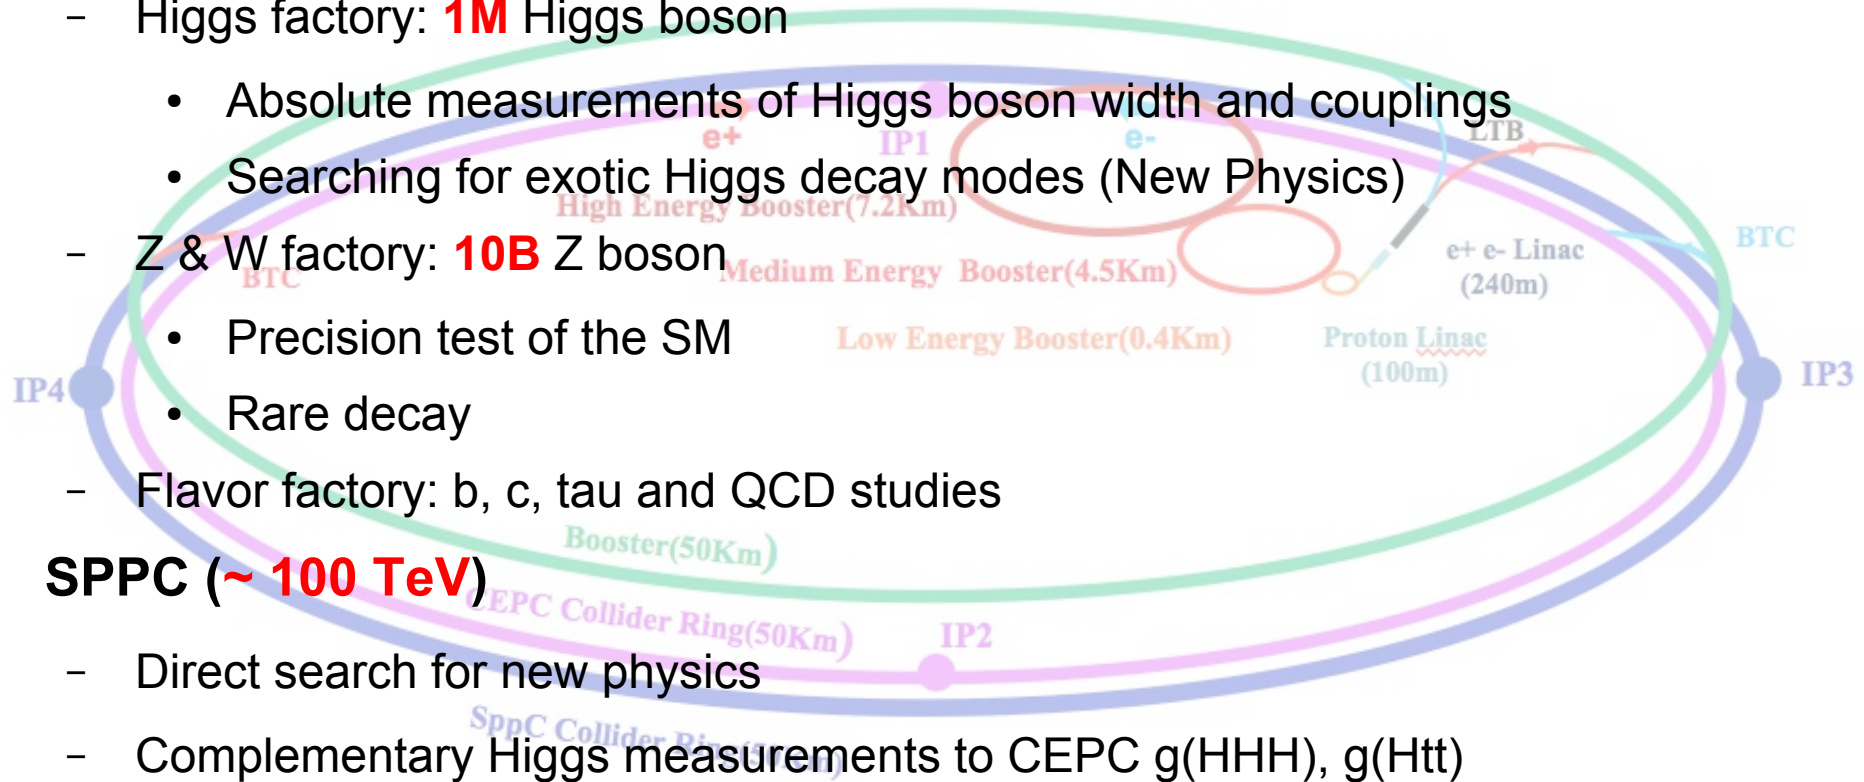 – Higgs factory: 1M Higgs boson
• Absolute measurements of Higgs boson width and couplings
e+ IP1 e- LTB
• Searching for exotic Higgs decay modes (New Physics)
High Energy Booster(7.2Km)
– Z & W factory: 10B Z boson
BTC
e+ e- Linac
(240m)
BTC
Medium Energy Booster(4.5Km)
• Precision test of the SM
Low Energy Booster(0.4Km)
Proton Linac
(100m)
IP4
IP3
• Rare decay
– Flavor factory: b, c, tau and QCD studies
Booster(50Km)
SPPC (~ 100 TeV)
CEPC Collider Ring(50Km)
IP2
– Direct search for new physics
SppC Collider Ring(50Km)
– Complementary Higgs measurements to CEPC g(HHH), g(Htt)